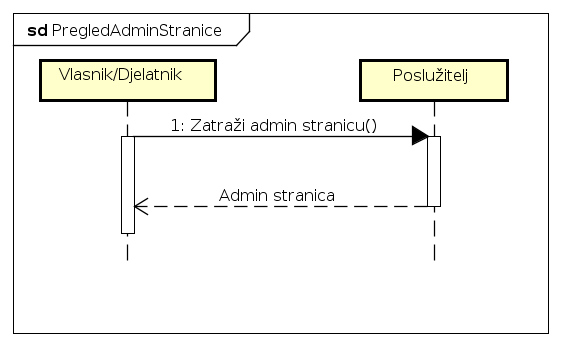 sd PregledAdminStranice
Vlasnik/Djelatnik
Poslužitelj
1: Zatraži admin stranicu()
Admin stranica